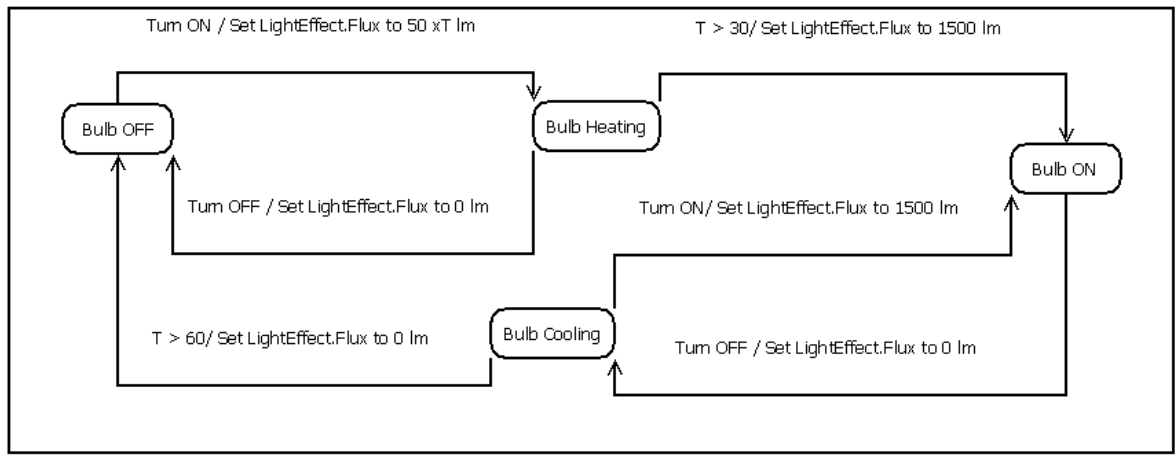 Turn ON / Set LightEffect.Flux to 50 xT lm
T > 30/ Set LightEffect.Flux to 1500 lm
Bulb OFF
Bulb Heating
Bulb ON
Turn OFF / Set LightEffect.Flux to 0 lm
Turn ON/ Set LightEffect.Flux to 1500 lm
T > 60/ Set LightEffect.Flux to 0 lm
Bulb Cooling
Turn OFF / Set LightEffect.Flux to 0 lm